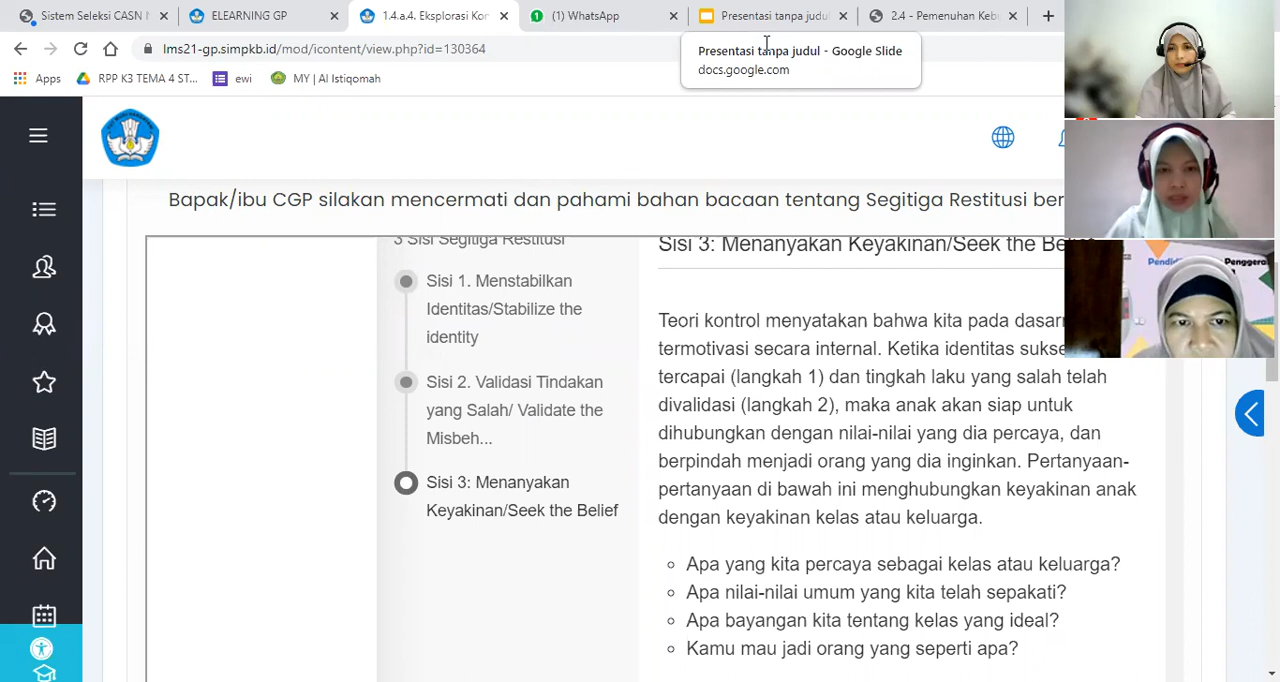 Sistem Seleksi CASN
ELEARNING GP
1.4.a.4. Eksplorasi Kon
(1) WhatsApp
Presentasi tanpa judul
2.4 - Pemenuhan Keb
lms21-gp.simpkb.id/mod/icontent/view.php?id=130364
Presentasi tanpa judul - Google Slide
docs.google.com
Apps
RPP K3 TEMA 4 ST...
ewi
MY | Al Istiqomah
Bapak/ibu CGP silakan mencermati dan pahami bahan bacaan tentang Segitiga Restitusi ber
3 Sisi Segitiga Restitusi
Sisi 1. Menstabilkan
Identitas/Stabilize the
identity
Sisi 2. Validasi Tindakan
yang Salah/ Validate the
Misbeh...
Sisi 3: Menanyakan
Keyakinan/Seek the Belief
Sisi 3: Menanyakan Keyakinan/Seek the Be
Teori kontrol menyatakan bahwa kita pada dasar
termotivasi secara internal. Ketika identitas sukse
tercapai (langkah 1) dan tingkah laku yang salah telah
divalidasi (langkah 2), maka anak akan siap untuk
dihubungkan dengan nilai-nilai yang dia percaya, dan
berpindah menjadi orang yang dia inginkan. Pertanyaan-
pertanyaan di bawah ini menghubungkan keyakinan anak
dengan keyakinan kelas atau keluarga.
Apa yang kita percaya sebagai kelas atau keluarga?
Apa nilai-nilai umum yang kita telah sepakati?
Apa bayangan kita tentang kelas yang ideal?
Kamu mau jadi orang yang seperti apa?
Pendidi
Penggera